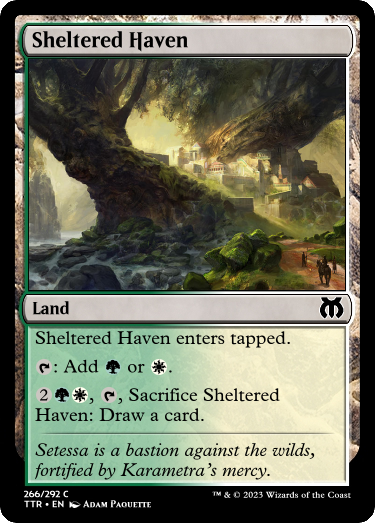 Sheltered Haven
Land
Sheltered Haven enters tapped.
: Add or .
2 , , Sacrifice Sheltered
Haven: Draw a card.
Setessa is a bastion against the wilds,
fortified by Karametra's mercy.
266/292 C
TTR • EN Adam Paquette
™ & © 2023 Wizards of the Coast